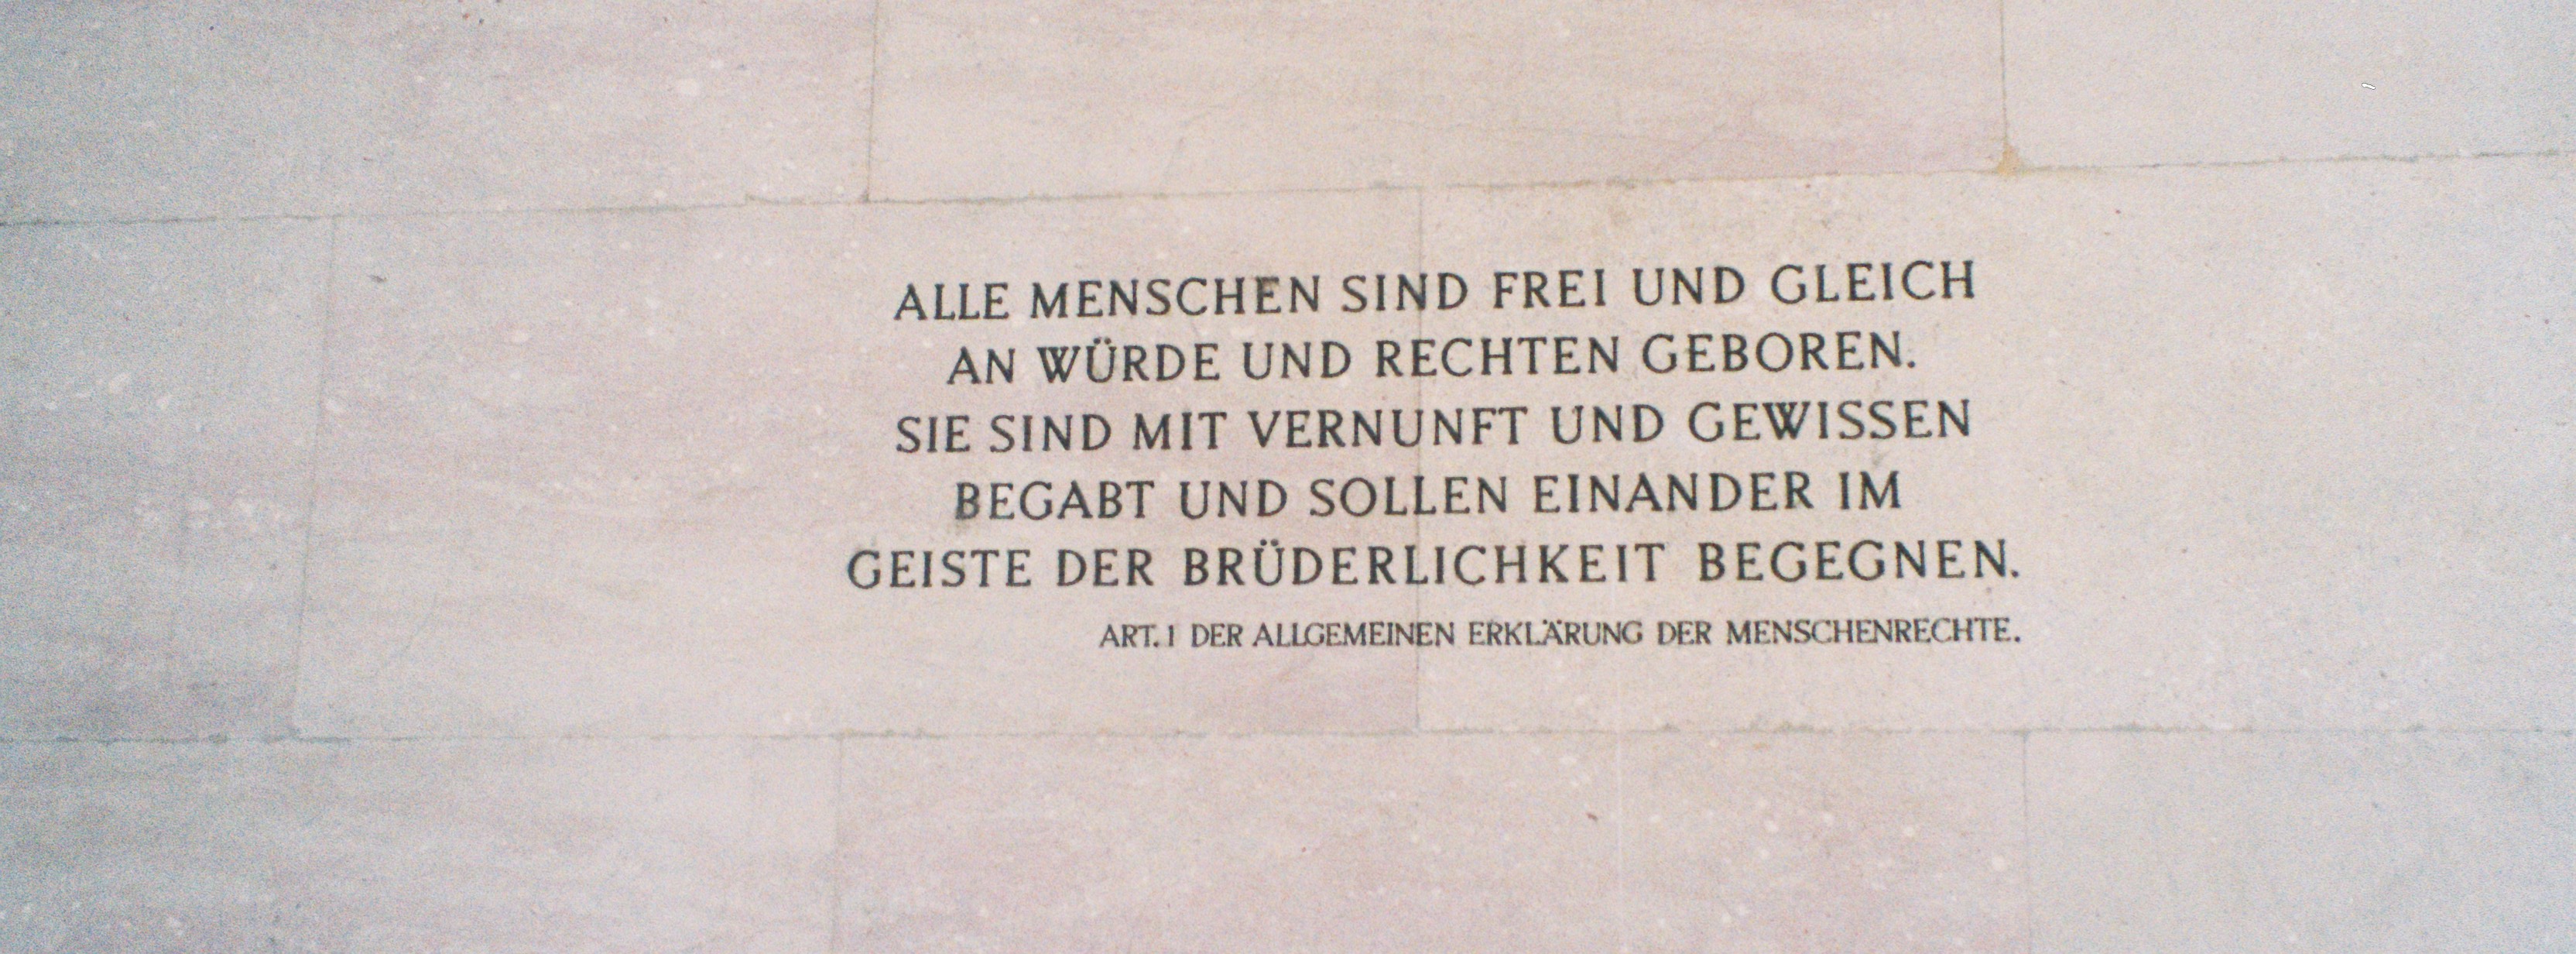 ALLE MENSCHEN SIND FREI UND GLEICH
AN WÜRDE UND RECHTEN GEBOREN.
SIE SIND MIT VERNUNFT UND GEWISSEN
BEGABT UND SOLLEN EINANDER IM
GEISTE DER BRÜDERLICHKEIT BEGEGNEN.
ART. 1 DER ALLGEMEINEN ERKLÄRUNG DER MENSCHENRECHTE.